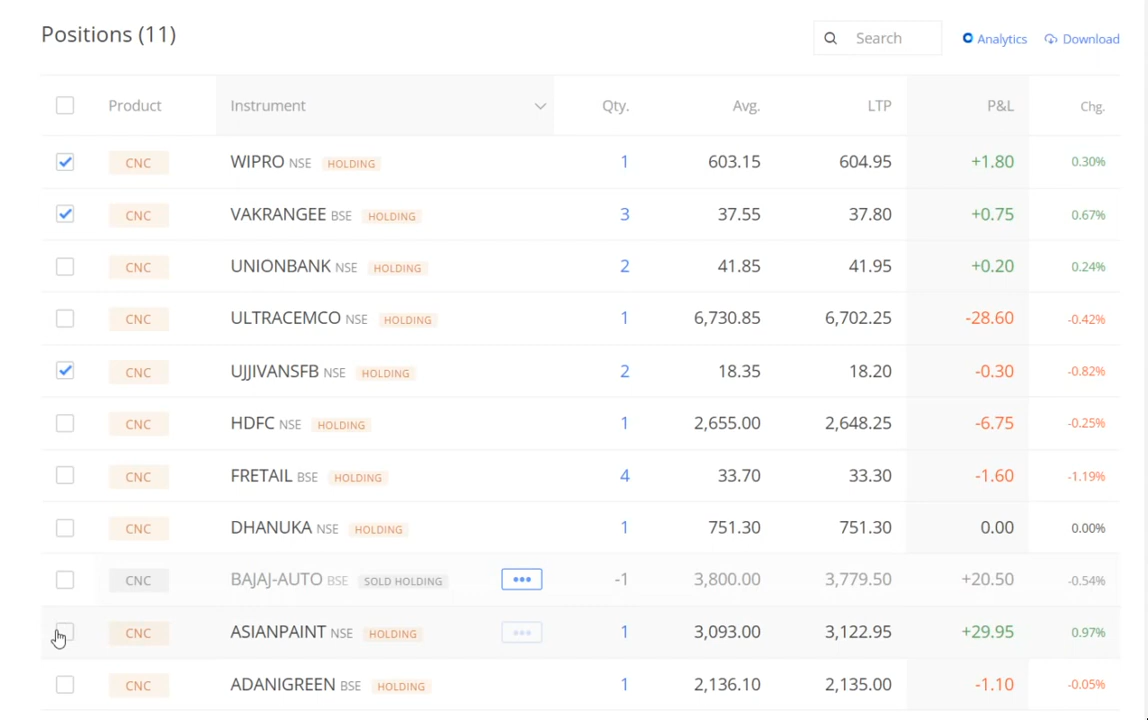 Positions (11) Search Analytics Download
Product Instrument Qty. Avg. LTP P&L Chg.
CNC WIPRO NSE HOLDING 1 603.15 604.95 +1.80 0.30%
CNC VAKRANGEE BSE HOLDING 3 37.55 37.80 +0.75 0.67%
CNC UNIONBANK NSE HOLDING 2 41.85 41.95 +0.20 0.24%
CNC ULTRACEMCO NSE HOLDING 1 6,730.85 6,702.25 -28.60 -0.42%
CNC UJJIVANSFB NSE HOLDING 2 18.35 18.20 -0.30 -0.82%
CNC HDFC NSE HOLDING 1 2,655.00 2,648.25 -6.75 -0.25%
CNC FRETAIL BSE HOLDING 4 33.70 33.30 -1.60 -1.19%
CNC DHANUKA NSE HOLDING 1 751.30 751.30 0.00 0.00%
CNC BAJAJ-AUTO BSE SOLD HOLDING ••• -1 3,800.00 3,779.50 +20.50 -0.54%
CNC ASIANPAINT NSE HOLDING ••• 1 3,093.00 3,122.95 +29.95 0.97%
CNC ADANIGREEN BSE HOLDING 1 2,136.10 2,135.00 -1.10 -0.05%